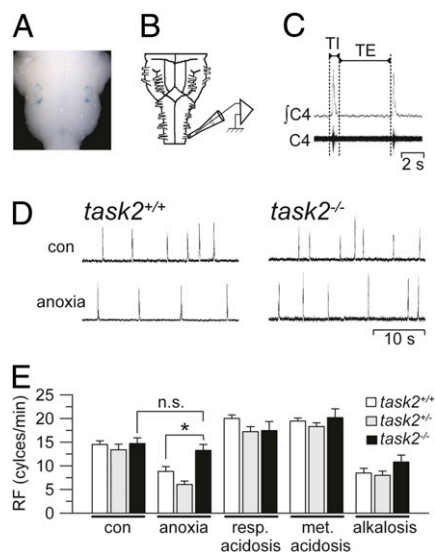 A
B
C
TI
TE
∫C4
C4
2 s
D
task2+/+
task2-/-
con
anoxia
10 s
E
n.s.
*
task2+/+
task2+/-
task2-/-
RF (cylces/min)
25
20
15
10
5
0
con
anoxia
resp. acidosis
met. acidosis
alkalosis